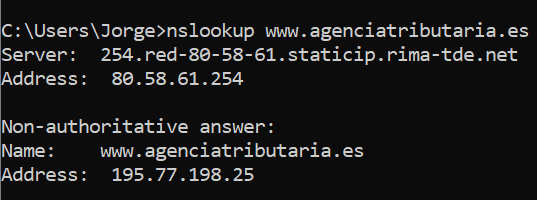 C:\Users\Jorge>nslookup www.agenciatributaria.es
Server:  254.red-80-58-61.staticip.rima-tde.net
Address:  80.58.61.254

Non-authoritative answer:
Name:    www.agenciatributaria.es
Address:  195.77.198.25